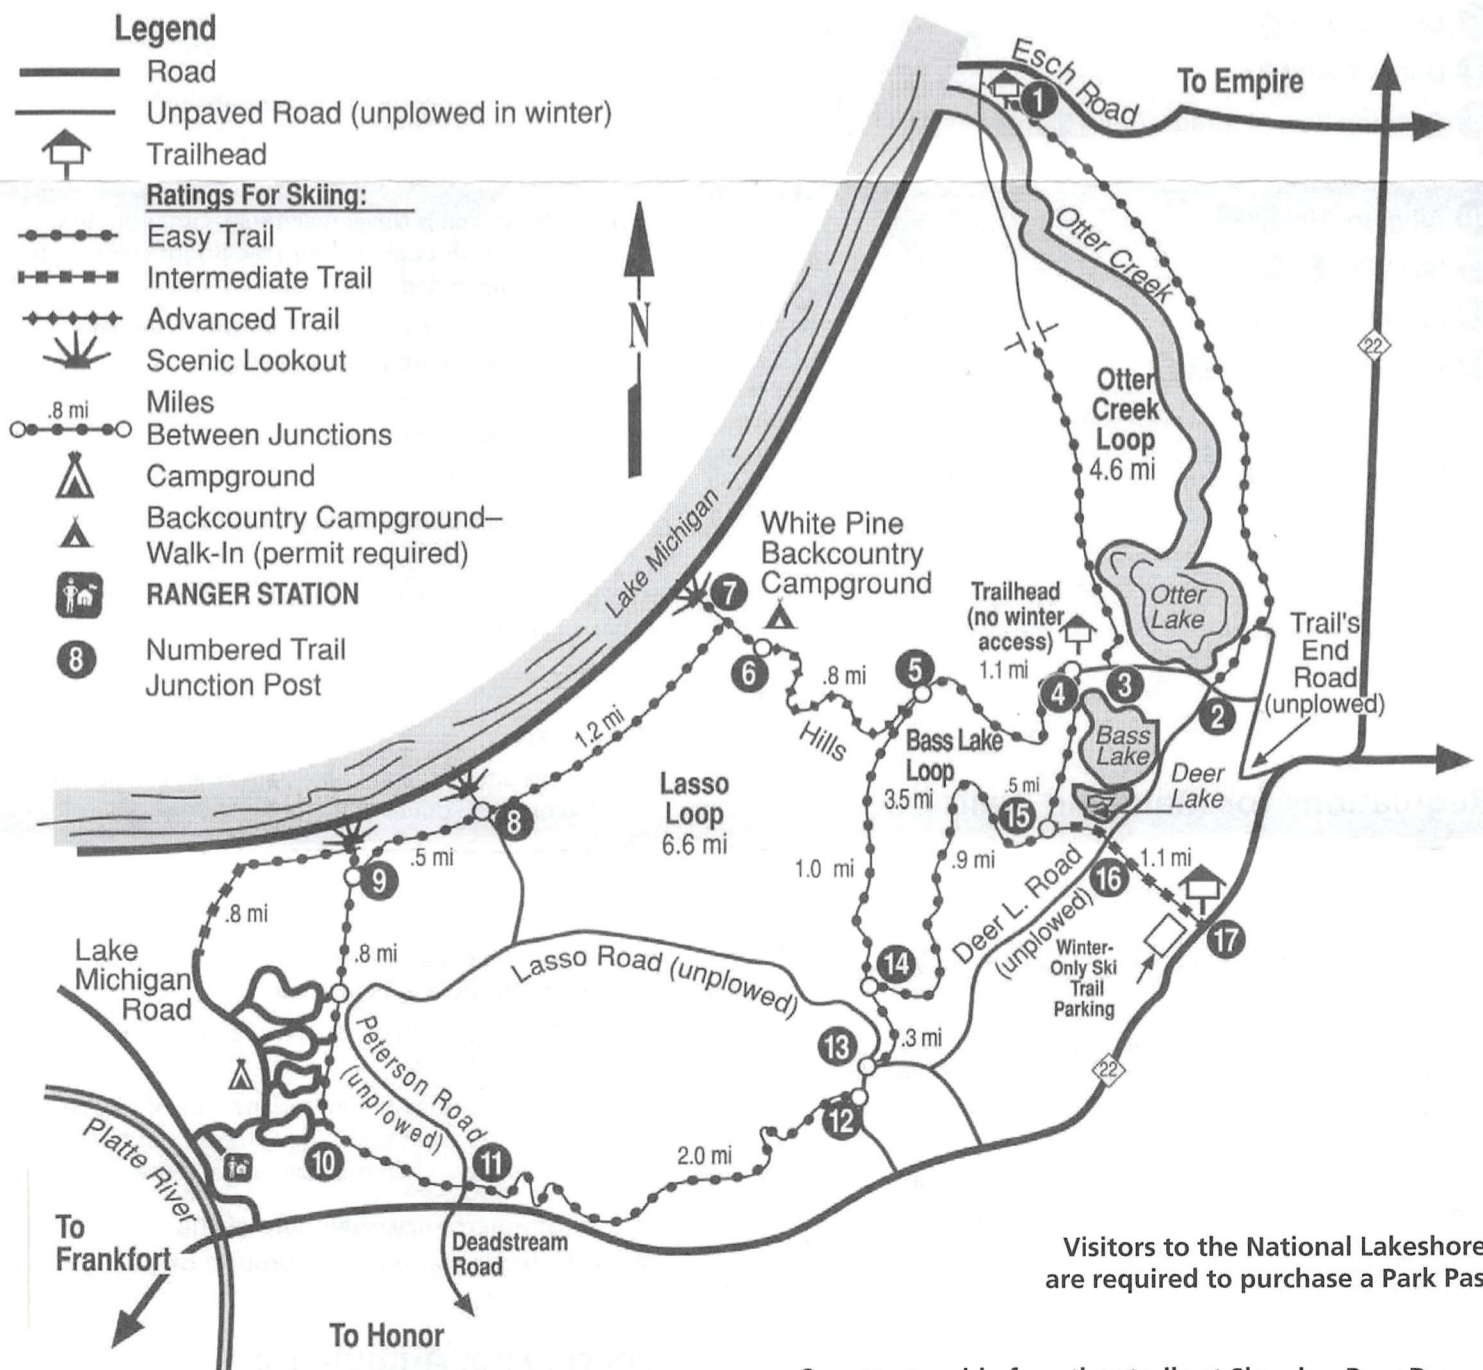 Legend
Road
Unpaved Road (unplowed in winter)
Trailhead
Ratings For Skiing:
Easy Trail
Intermediate Trail
Advanced Trail
Scenic Lookout
.8 mi
Miles
Between Junctions
Campground
Backcountry Campground–
Walk-In (permit required)
RANGER STATION
8
Numbered Trail
Junction Post
N
Esch Road
To Empire
1
22
Otter Creek
Otter
Creek
Loop
4.6 mi
Lake Michigan
White Pine
Backcountry
Campground
7
6
.8 mi
Hills
5
Trailhead
(no winter
access)
1.1 mi
4
3
2
Otter
Lake
Trail's
End
Road
(unplowed)
Bass
Lake
Deer
Lake
Bass Lake
Loop
3.5 mi
.5 mi
15
.9 mi
1.0 mi
1.2 mi
Lasso
Loop
6.6 mi
8
.5 mi
9
.8 mi
.8 mi
Lake
Michigan
Road
Lasso Road (unplowed)
14
Deer L. Road
(unplowed)
16
1.1 mi
17
Winter-
Only Ski
Trail
Parking
.3 mi
13
12
22
Peterson Road
(unplowed)
11
10
2.0 mi
Platte River
To
Frankfort
Deadstream
Road
To Honor
Visitors to the National Lakeshore
are required to purchase a Park Pas